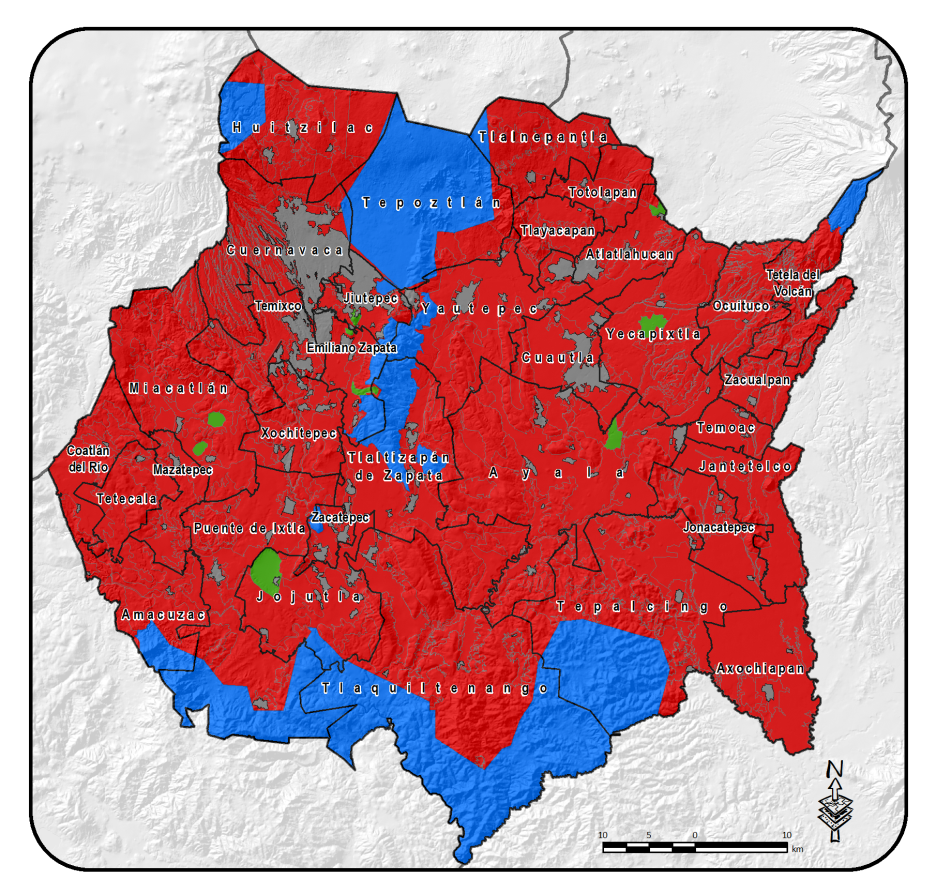 Huitzilac
Tlalnepantla
Totolapan
Tepoztlán
Tlayacapan
Cuernavaca
Atlatlahucan
Tetela del
Volcán
Jiutepec
Temixco
Yautepec
Ocuituco
Yecapixtla
Emiliano Zapata
Cuautla
Zacualpan
Miacatlán
Temoac
Xochitepec
Coatlán
del Río
Mazatepec
Tlaltizapán
de Zapata
Ayala
Jantetelco
Tetecala
Zacatepec
Puente de Ixtla
Jonacatepec
Jojutla
Tepalcingo
Amacuzac
Axochiapan
Tlaquiltenango
N
10 5 0 10
km